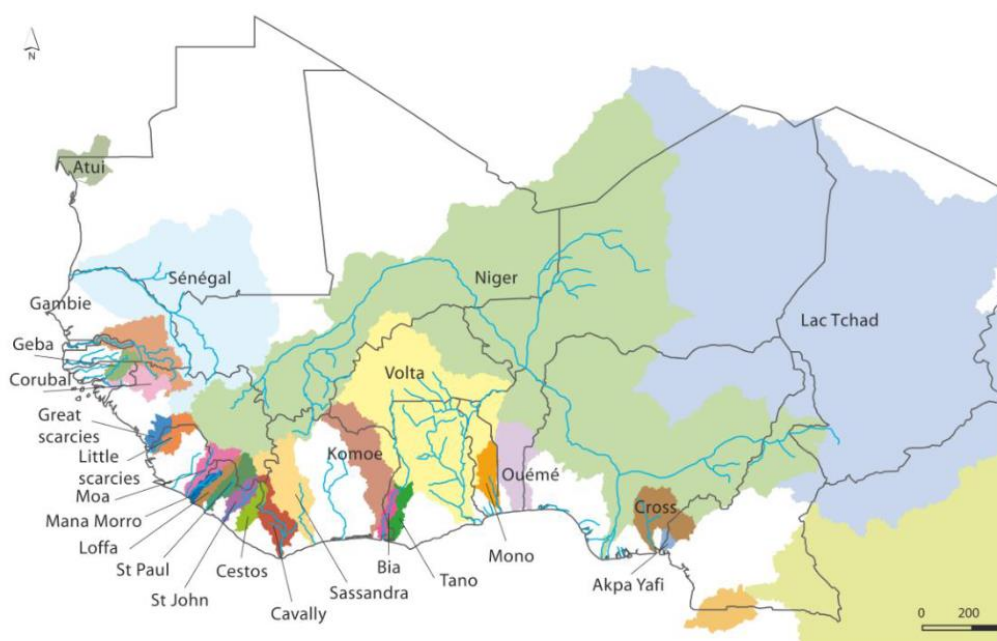 N
Atui
Sénégal
Gambie
Niger
Lac Tchad
Geba
Corubal
Volta
Great
scarcies
Little
scarcies
Komoe
Ouémé
Moa
Mana Morro
Cross
Loffa
Mono
St Paul
Cestos
Bia
Tano
Akpa Yafi
St John
Sassandra
Cavally
0 200